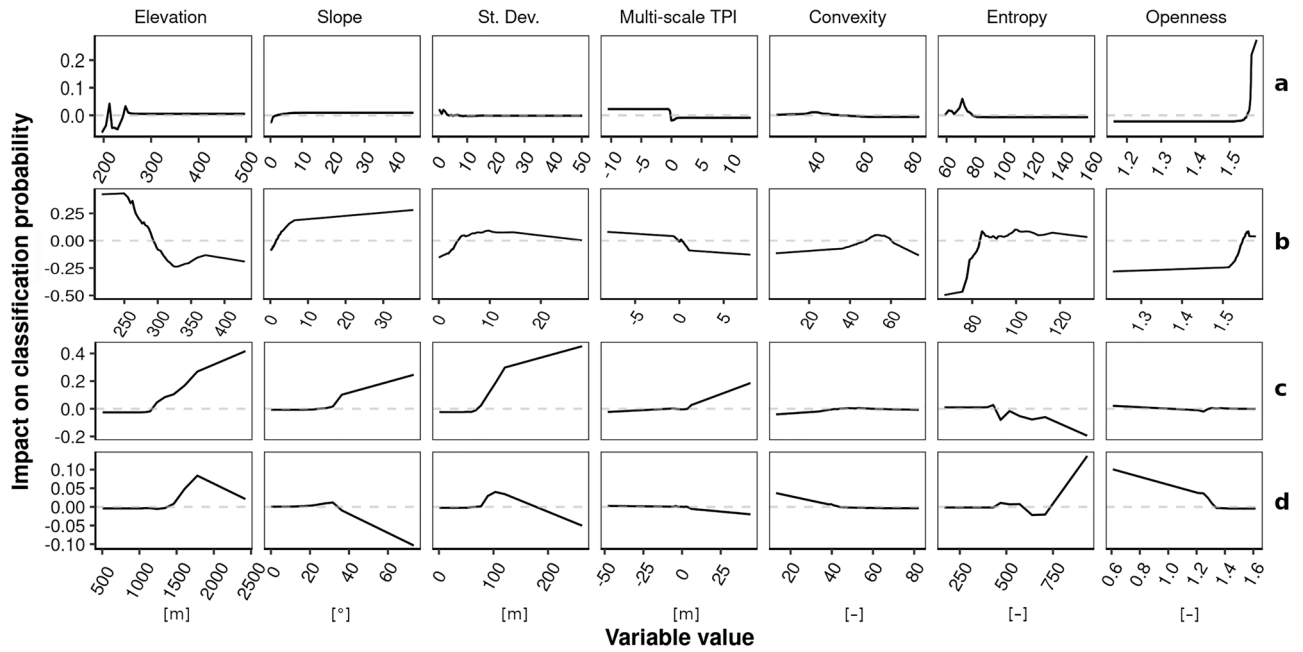 Elevation Slope St. Dev. Multi-scale TPI Convexity Entropy Openness
Impact on classification probability
0.2
0.1
0.0
a
200 300 400 500 0 10 20 30 40 0 10 20 30 40 50 -10 -5 0 5 10 40 60 80 60 80 100 120 140 160 1.2 1.3 1.4 1.5
0.25
0.00
-0.25
-0.50
b
250 300 350 400 0 10 20 30 0 10 20 -5 0 5 0 20 40 60 80 100 120 1.3 1.4 1.5
0.4
0.2
0.0
-0.2
c
0.10
0.05
0.00
-0.05
-0.10
d
500 1000 1500 2000 2500 0 20 40 60 0 100 200 -50 -25 0 25 20 40 60 80 250 500 750 0.6 0.8 1.0 1.2 1.4 1.6
[m] [°] [m] [m] [-] [-] [-]
Variable value